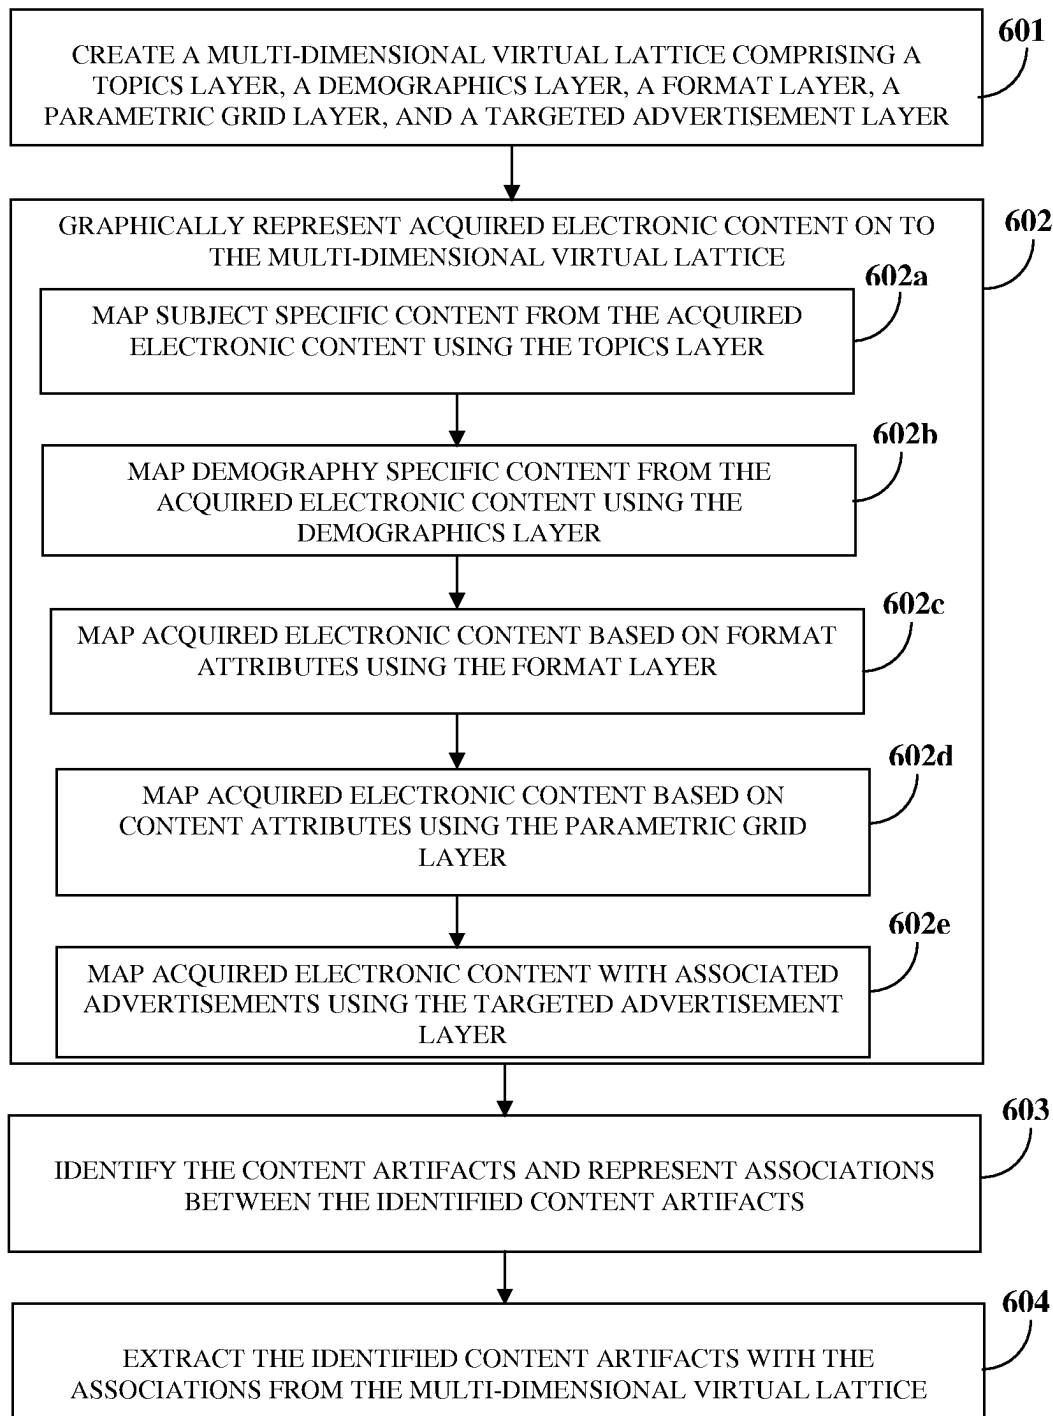 601
CREATE A MULTI-DIMENSIONAL VIRTUAL LATTICE COMPRISING A
TOPICS LAYER, A DEMOGRAPHICS LAYER, A FORMAT LAYER, A
PARAMETRIC GRID LAYER, AND A TARGETED ADVERTISEMENT LAYER
602
GRAPHICALLY REPRESENT ACQUIRED ELECTRONIC CONTENT ON TO
THE MULTI-DIMENSIONAL VIRTUAL LATTICE
602a
MAP SUBJECT SPECIFIC CONTENT FROM THE ACQUIRED
ELECTRONIC CONTENT USING THE TOPICS LAYER
602b
MAP DEMOGRAPHY SPECIFIC CONTENT FROM THE
ACQUIRED ELECTRONIC CONTENT USING THE
DEMOGRAPHICS LAYER
602c
MAP ACQUIRED ELECTRONIC CONTENT BASED ON FORMAT
ATTRIBUTES USING THE FORMAT LAYER
602d
MAP ACQUIRED ELECTRONIC CONTENT BASED ON
CONTENT ATTRIBUTES USING THE PARAMETRIC GRID
LAYER
602e
MAP ACQUIRED ELECTRONIC CONTENT WITH ASSOCIATED
ADVERTISEMENTS USING THE TARGETED ADVERTISEMENT
LAYER
603
IDENTIFY THE CONTENT ARTIFACTS AND REPRESENT ASSOCIATIONS
BETWEEN THE IDENTIFIED CONTENT ARTIFACTS
604
EXTRACT THE IDENTIFIED CONTENT ARTIFACTS WITH THE
ASSOCIATIONS FROM THE MULTI-DIMENSIONAL VIRTUAL LATTICE